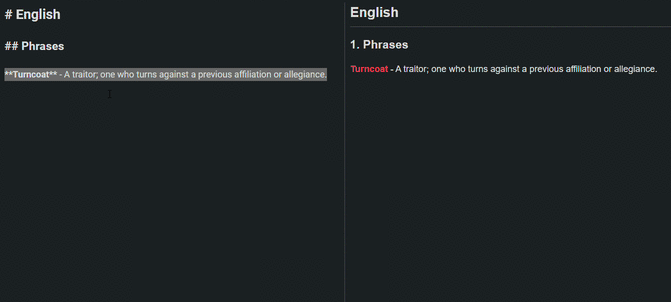 # English
## Phrases
**Turncoat** - A traitor; one who turns against a previous affiliation or allegiance.
English
1. Phrases
Turncoat - A traitor; one who turns against a previous affiliation or allegiance.